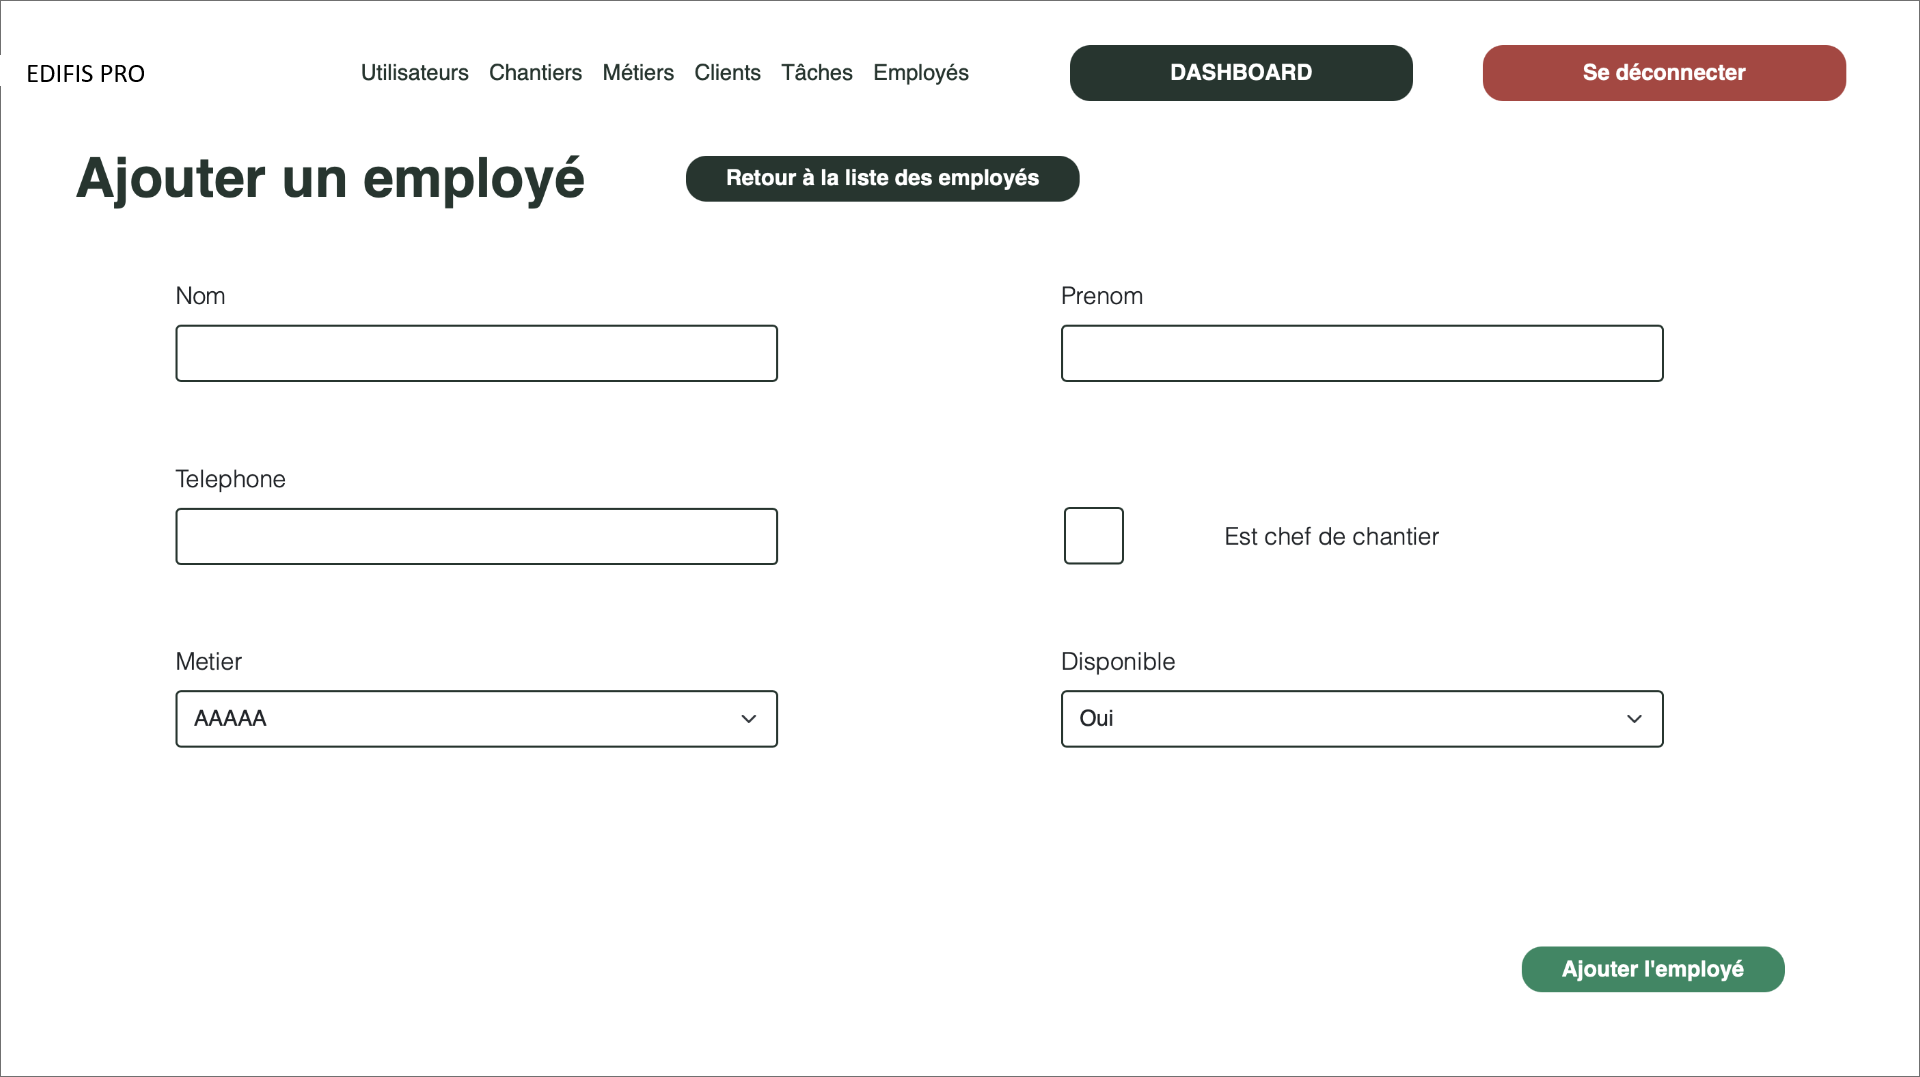 EDIFIS PRO
Utilisateurs Chantiers Métiers Clients Tâches Employés
DASHBOARD
Se déconnecter
Ajouter un employé
Retour à la liste des employés
Nom
Prenom
Telephone
Est chef de chantier
Metier
Disponible
AAAAA
Oui
Ajouter l'employé